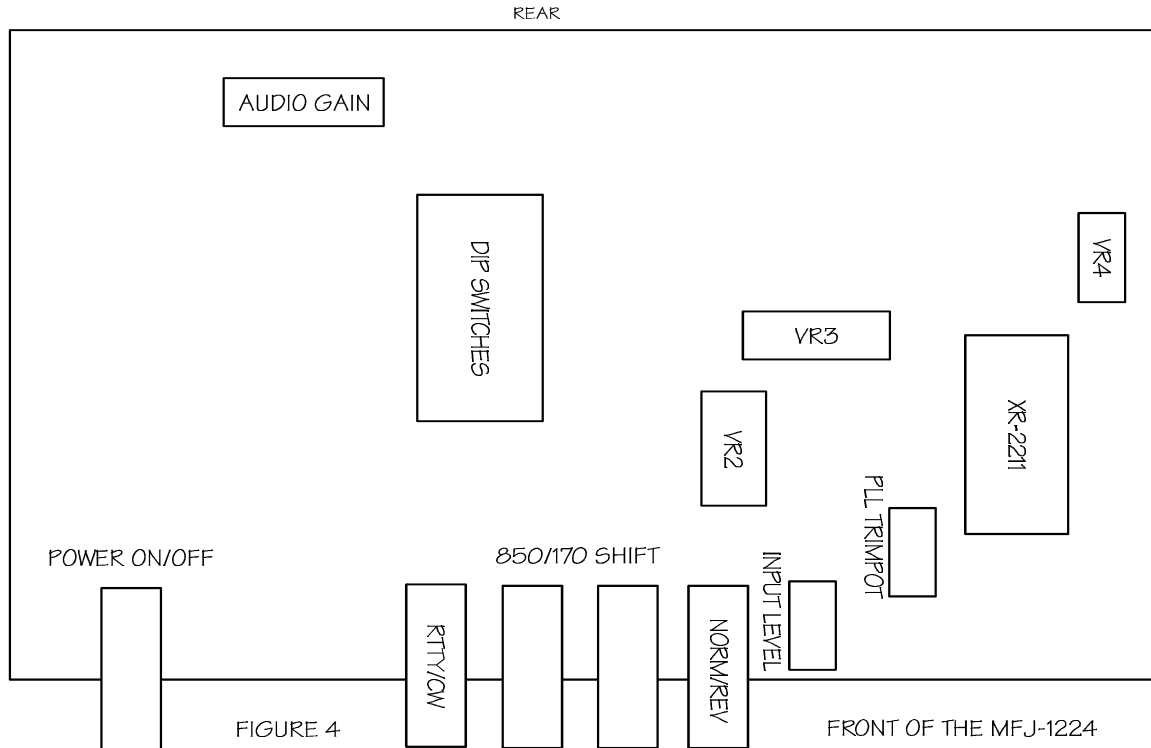 REAR
AUDIO GAIN
DIP SWITCHES
VR4
VR3
XR-2211
VR2
PLL TRIMPOT
POWER ON/OFF
850/170 SHIFT
INPUT LEVEL
RTTY/CW
NORM/REV
FIGURE 4
FRONT OF THE MFJ-1224